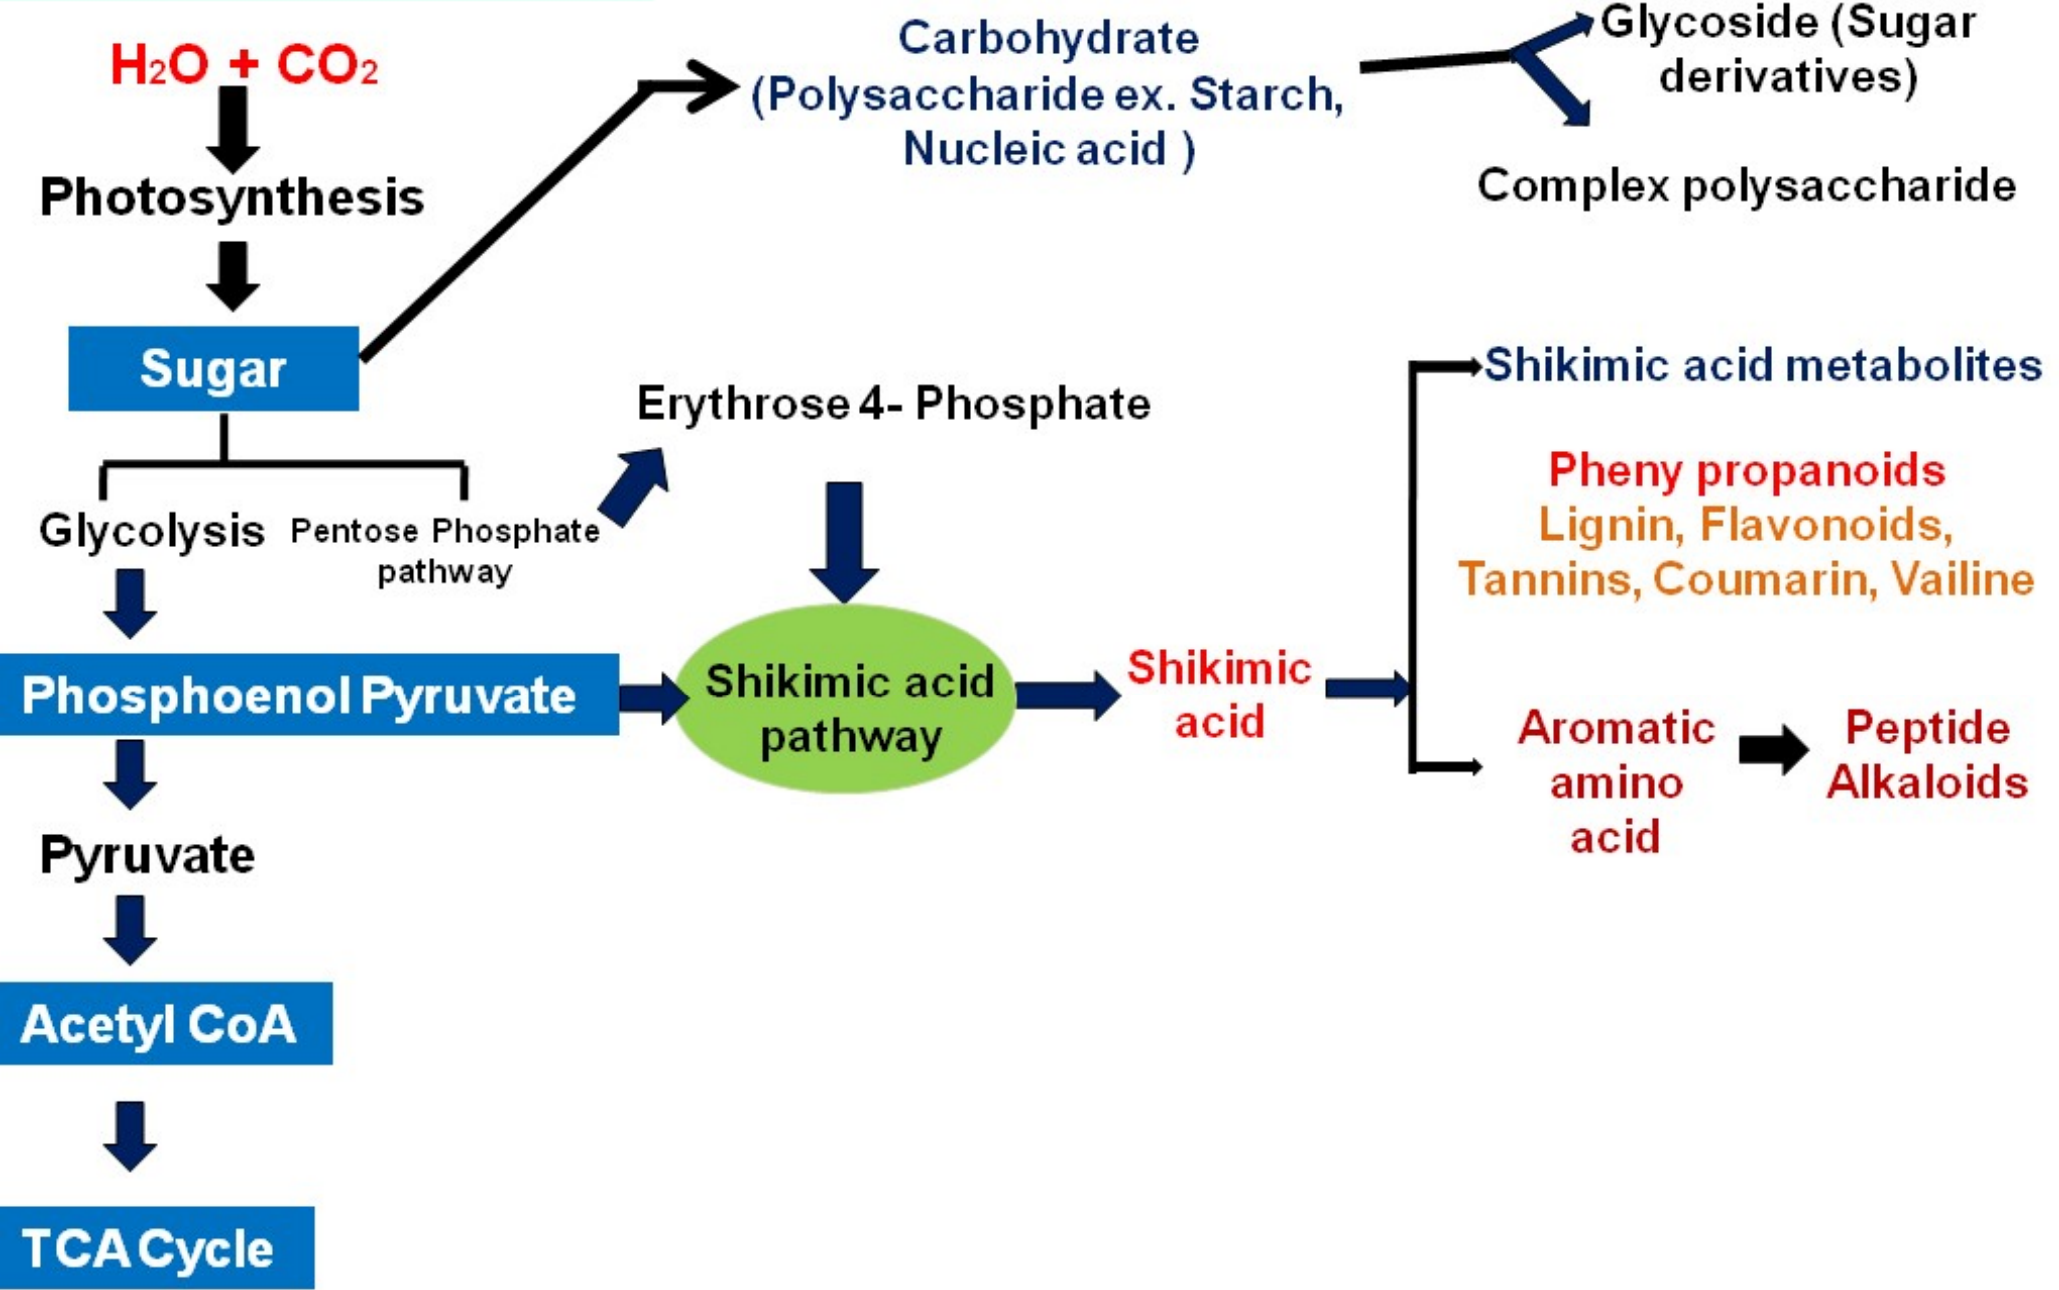 H₂O + CO₂
Photosynthesis
Sugar
Carbohydrate
(Polysaccharide ex. Starch,
Nucleic acid )
Glycoside (Sugar
derivatives)
Complex polysaccharide
Glycolysis
Pentose Phosphate
pathway
Erythrose 4- Phosphate
Phosphoenol Pyruvate
Shikimic acid
pathway
Shikimic
acid
Shikimic acid metabolites
Pheny propanoids
Lignin, Flavonoids,
Tannins, Coumarin, Vailine
Aromatic
amino
acid
Peptide
Alkaloids
Pyruvate
Acetyl CoA
TCA Cycle